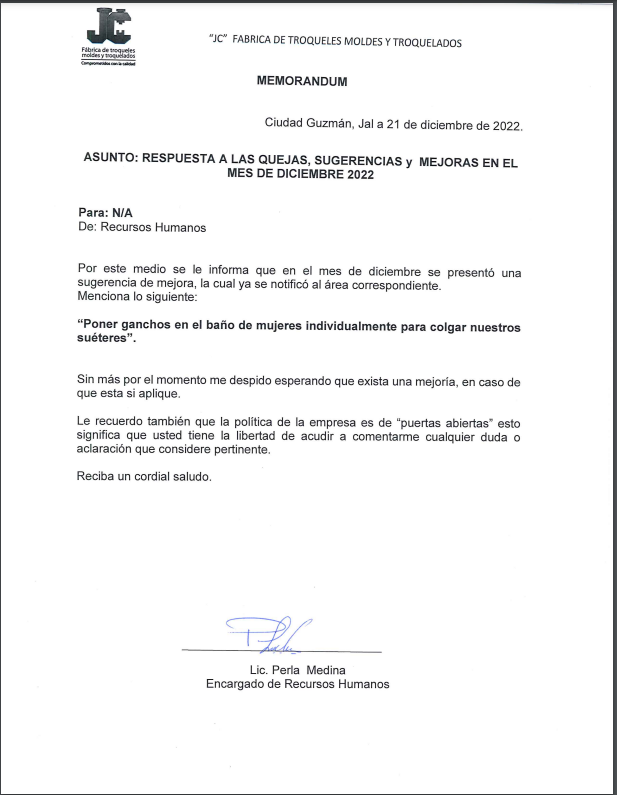 JC
Fábrica de troqueles
moldes y troquelados
Comprometidos con la calidad
"JC" FABRICA DE TROQUELES MOLDES Y TROQUELADOS
MEMORANDUM
Ciudad Guzmán, Jal a 21 de diciembre de 2022.
ASUNTO: RESPUESTA A LAS QUEJAS, SUGERENCIAS y MEJORAS EN EL
MES DE DICIEMBRE 2022
Para: N/A
De: Recursos Humanos
Por este medio se le informa que en el mes de diciembre se presentó una
sugerencia de mejora, la cual ya se notificó al área correspondiente.
Menciona lo siguiente:
“Poner ganchos en el baño de mujeres individualmente para colgar nuestros
suéteres”.
Sin más por el momento me despido esperando que exista una mejoría, en caso de
que esta si aplique.
Le recuerdo también que la política de la empresa es de “puertas abiertas” esto
significa que usted tiene la libertad de acudir a comentarme cualquier duda o
aclaración que considere pertinente.
Reciba un cordial saludo.
Lic. Perla Medina
Encargado de Recursos Humanos